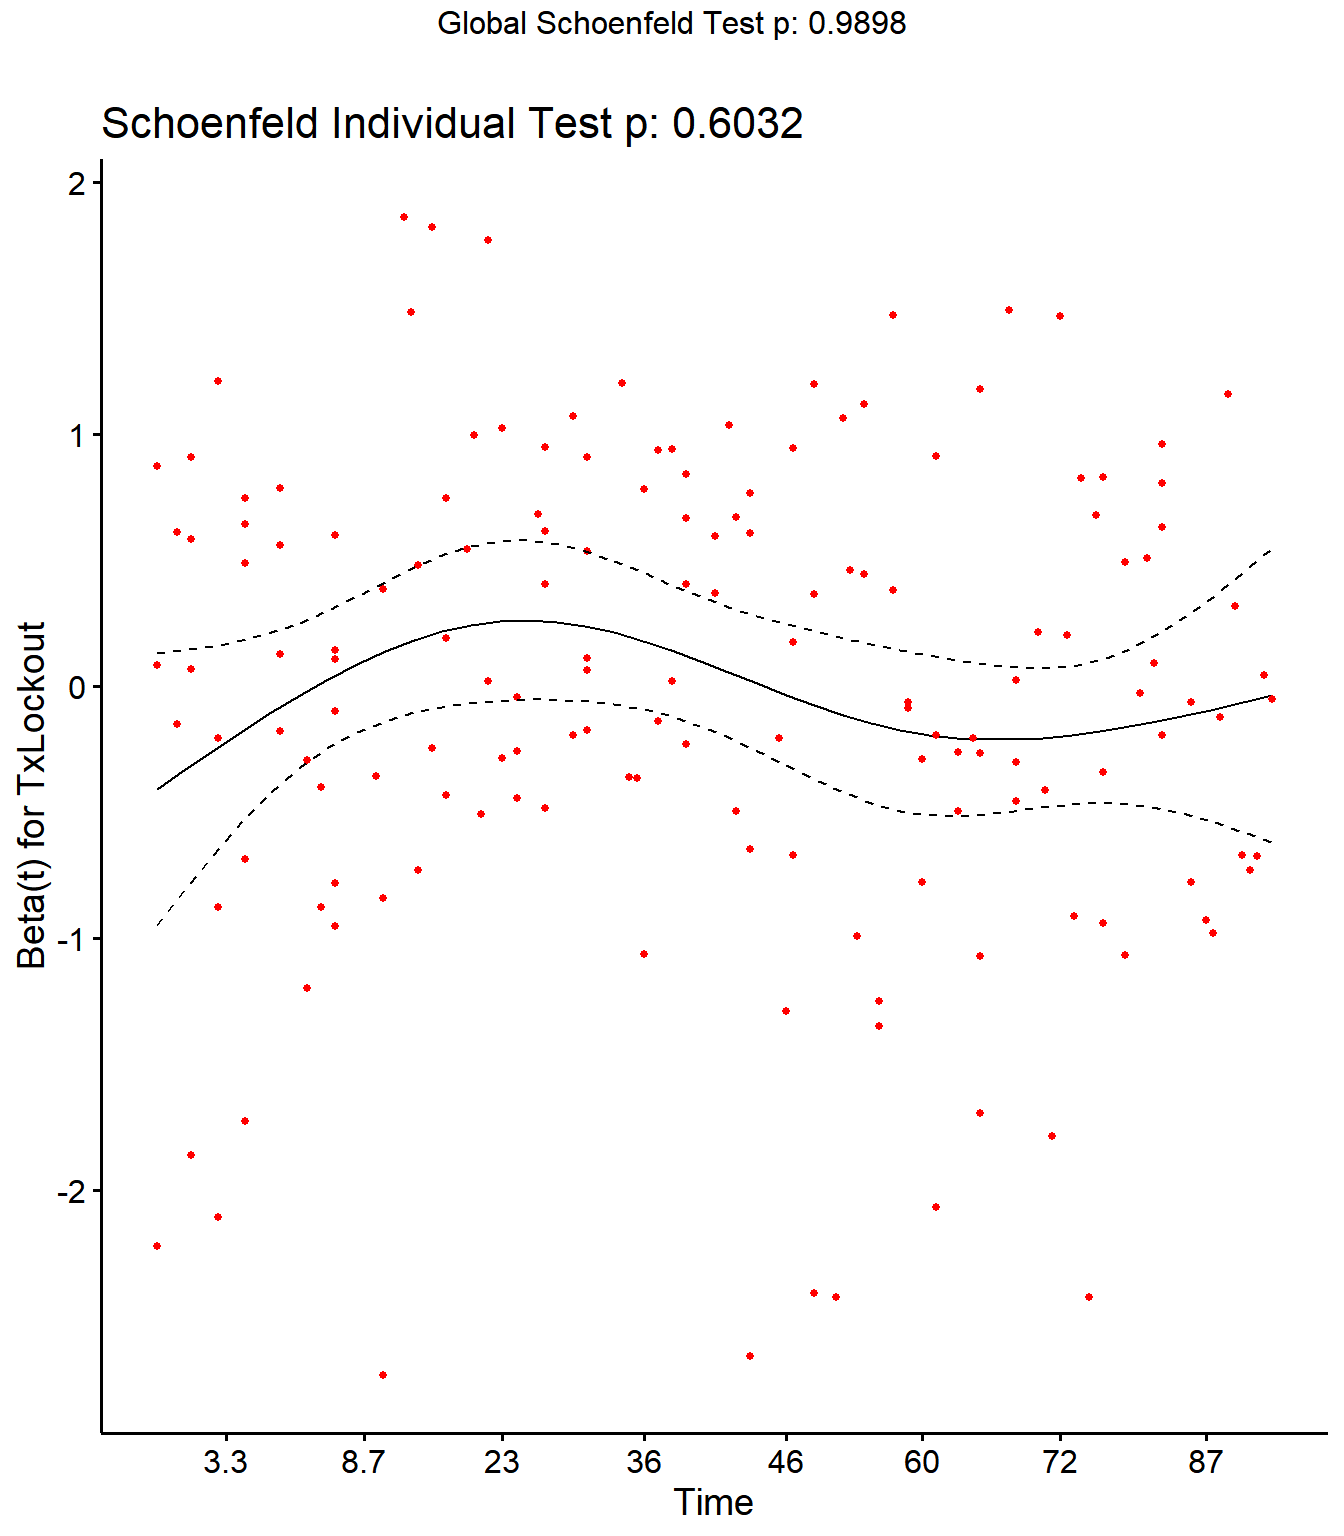 Global Schoenfeld Test p: 0.9898
Schoenfeld Individual Test p: 0.6032
Beta(t) for TxLockout
2
1
0
-1
-2
3.3 8.7 23 36 46 60 72 87
Time